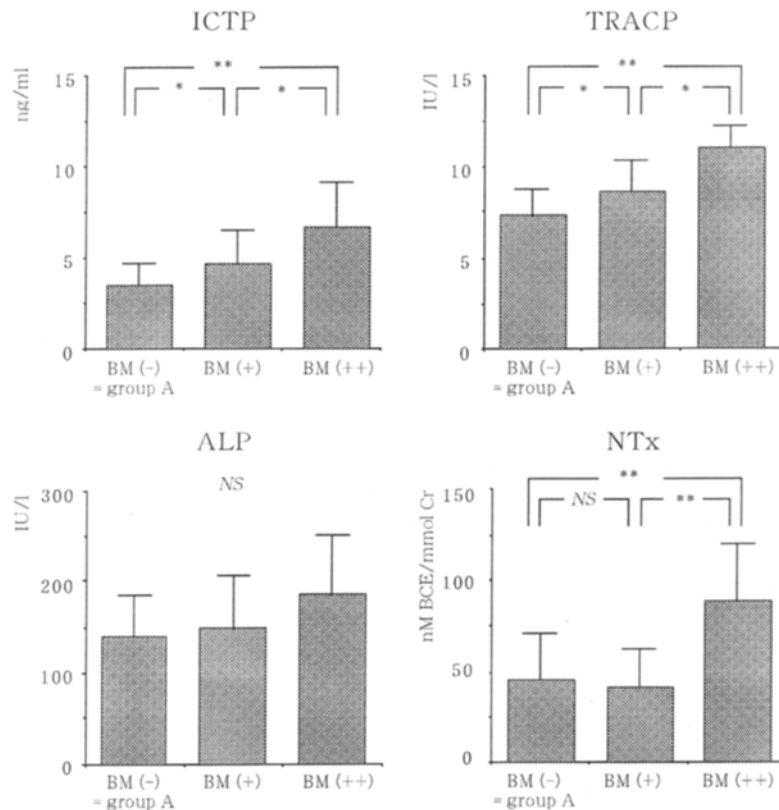 ICTP
**
* *
ng/ml
15
10
5
0
BM (-) BM (+) BM (++)
= group A
TRACP
**
* *
IU/l
15
10
5
0
BM (-) BM (+) BM (++)
= group A
ALP
NS
IU/l
300
200
100
0
BM (-) BM (+) BM (++)
= group A
NTx
**
NS **
nM BCE/mmol Cr
150
100
50
0
BM (-) BM (+) BM (++)
= group A